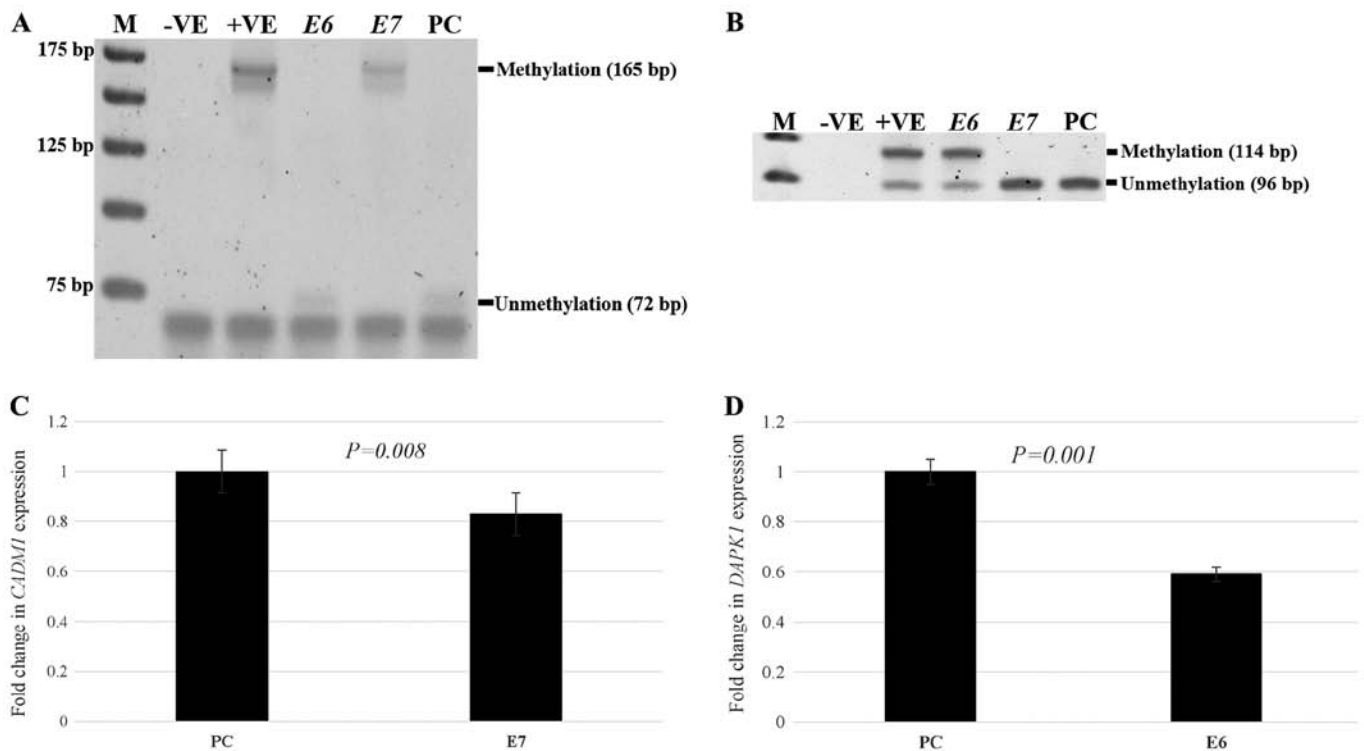 A
M -VE +VE E6 E7 PC
175 bp
Methylation (165 bp)
125 bp
75 bp
Unmethylation (72 bp)
B
M -VE +VE E6 E7 PC
Methylation (114 bp)
Unmethylation (96 bp)
C
Fold change in CADM1 expression
1.2
1
0.8
0.6
0.4
0.2
0
P=0.008
PC E7
D
Fold change in DAPK1 expression
1.2
1
0.8
0.6
0.4
0.2
0
P=0.001
PC E6